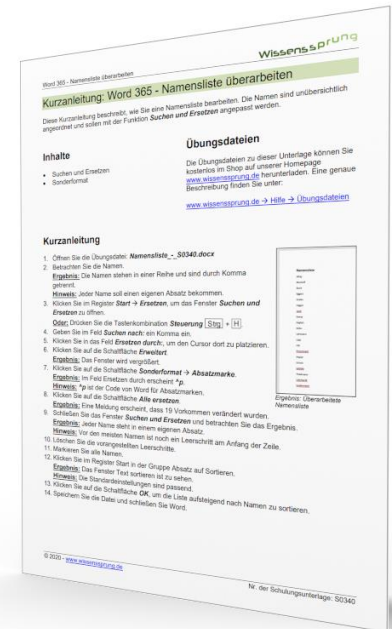 Wissenssprung
Word 365 - Namensliste überarbeiten
Kurzanleitung: Word 365 - Namensliste überarbeiten
Diese Kurzanleitung beschreibt, wie Sie eine Namensliste bearbeiten. Die Namen sind unübersichtlich
angeordnet und sollen mit der Funktion Suchen und Ersetzen angepasst werden.
Inhalte
• Suchen und Ersetzen
• Sonderformat
Übungsdateien
Die Übungsdateien zu dieser Unterlage können Sie
kostenlos im Shop auf unserer Homepage
www.wissenssprung.de herunterladen. Eine genaue
Beschreibung finden Sie unter:
www.wissenssprung.de → Hilfe → Übungsdateien
Kurzanleitung
1. Öffnen Sie die Übungsdatei: Namensliste_-_S0340.docx
2. Betrachten Sie die Namen.
Ergebnis: Die Namen stehen in einer Reihe und sind durch Komma
getrennt.
Hinweis: Jeder Name soll einen eigenen Absatz bekommen.
3. Klicken Sie im Register Start → Ersetzen, um das Fenster Suchen und
Ersetzen zu öffnen.
Oder: Drücken Sie die Tastenkombination Steuerung Strg + H.
4. Geben Sie im Feld Suchen nach: ein Komma ein.
5. Klicken Sie in das Feld Ersetzen durch:, um den Cursor dort zu platzieren.
6. Klicken Sie auf die Schaltfläche Erweitert.
Ergebnis: Das Fenster wird vergrößert.
7. Klicken Sie auf die Schaltfläche Sonderformat → Absatzmarke.
Ergebnis: Im Feld Ersetzen durch erscheint ^p.
Hinweis: ^p ist der Code von Word für Absatzmarken.
8. Klicken Sie auf die Schaltfläche Alle ersetzen.
Ergebnis: Eine Meldung erscheint, dass 19 Vorkommen verändert wurden.
9. Schließen Sie das Fenster Suchen und Ersetzen und betrachten Sie das Ergebnis.
Ergebnis: Jeder Name steht in einem eigenen Absatz.
Hinweis: Vor den meisten Namen ist noch ein Leerschritt am Anfang der Zeile.
10. Löschen Sie die vorangestellten Leerschritte.
11. Markieren Sie alle Namen.
12. Klicken Sie im Register Start in der Gruppe Absatz auf Sortieren.
Ergebnis: Das Fenster Text sortieren ist zu sehen.
Hinweis: Die Standardeinstellungen sind passend.
13. Klicken Sie auf die Schaltfläche OK, um die Liste aufsteigend nach Namen zu sortieren.
14. Speichern Sie die Datei und schließen Sie Word.
Ergebnis: Überarbeitete
Namensliste
© 2020 - www.wissenssprung.de
Nr. der Schulungsunterlage: S0340